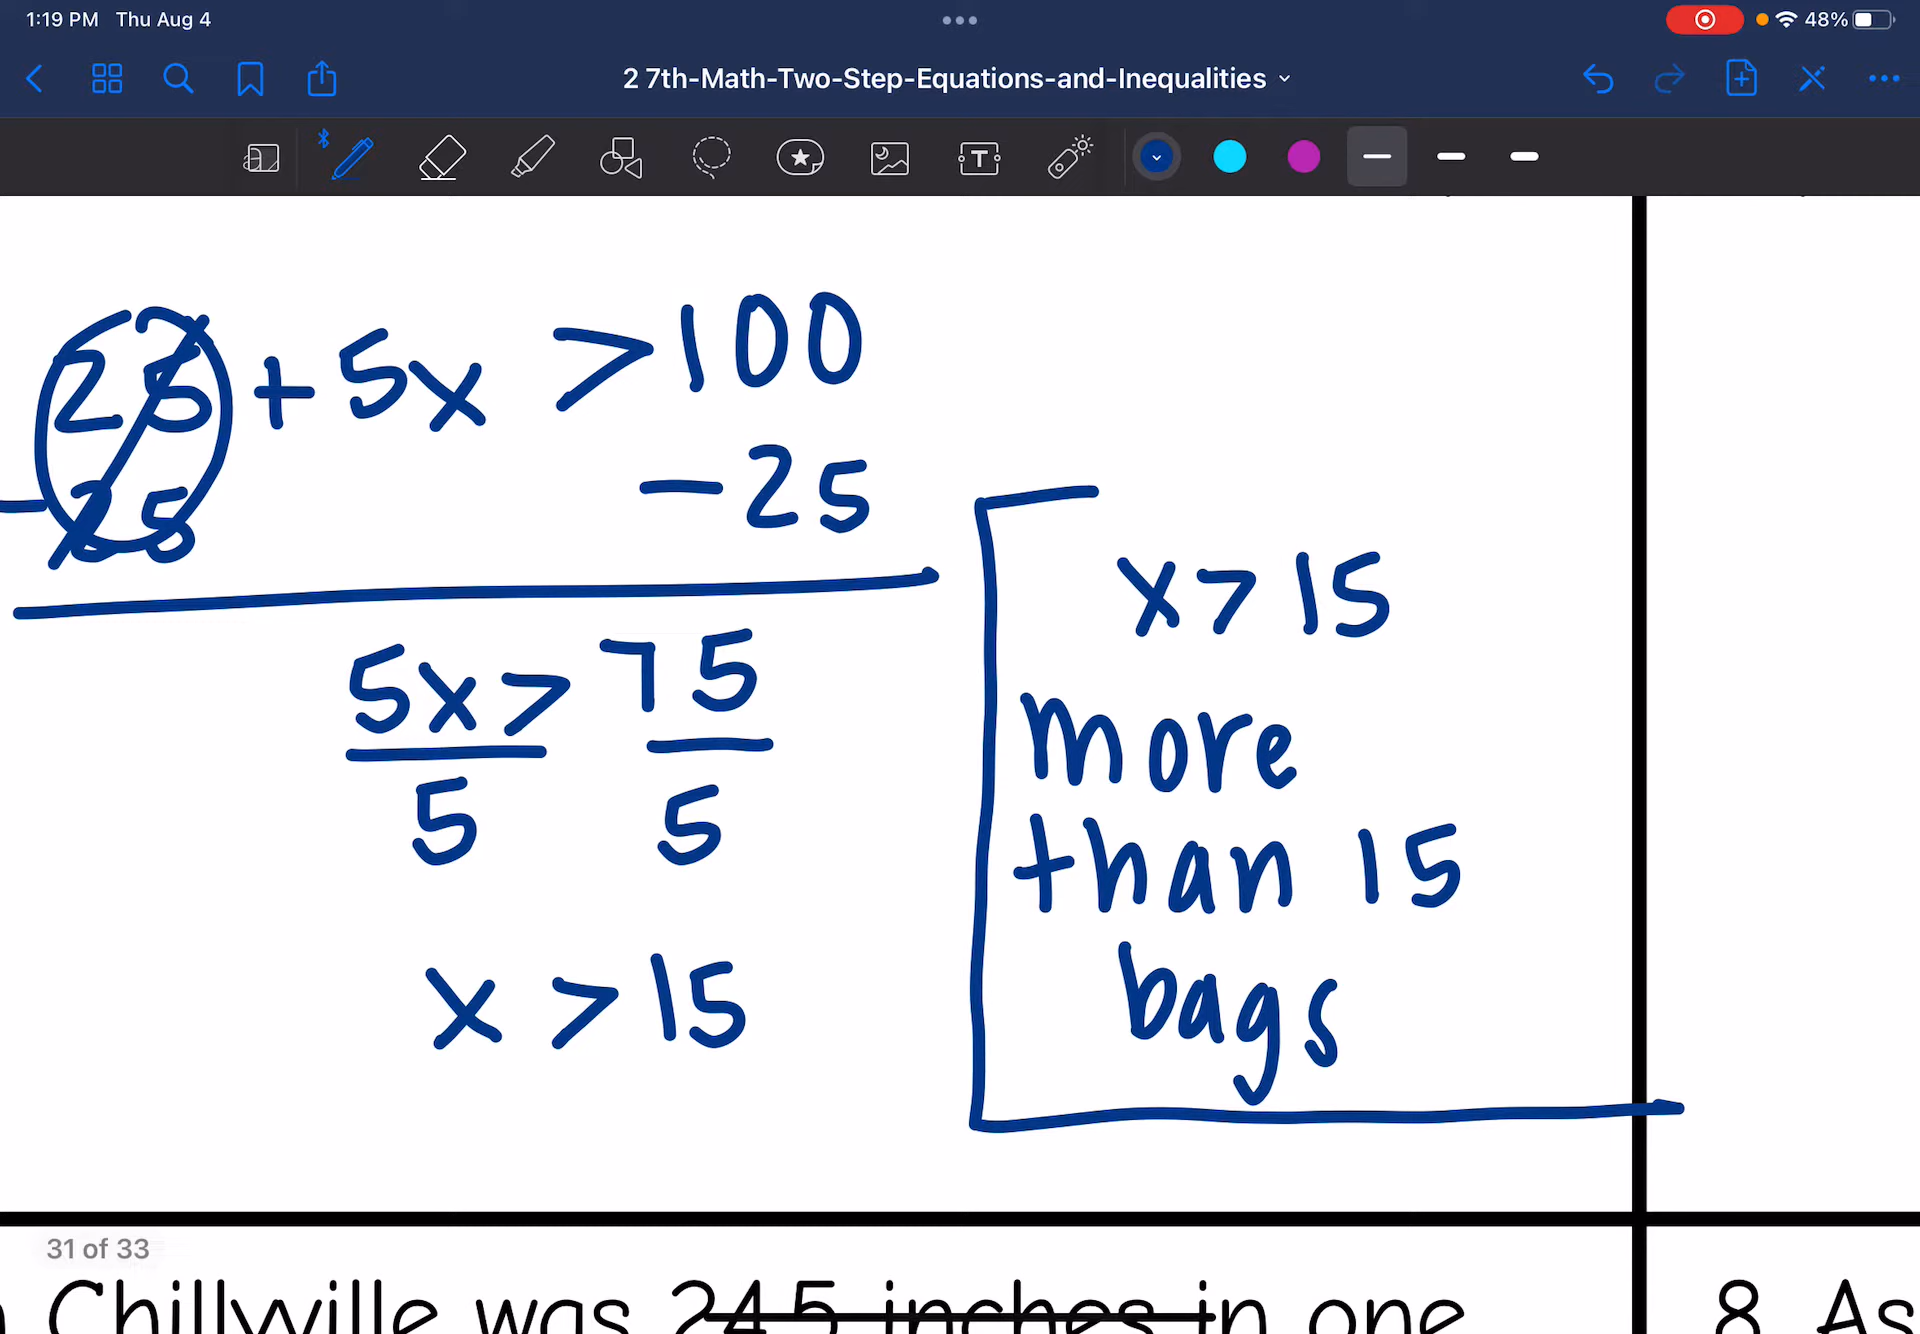 1:19 PM Thu Aug 4
48%
2 7th-Math-Two-Step-Equations-and-Inequalities
T
25 + 5x > 100
- 25 - 25
5x > 75
5 5
x > 15
x > 15
more
than 15
bags
31 of 33
Chillville was 24.5 inches in one
8. As